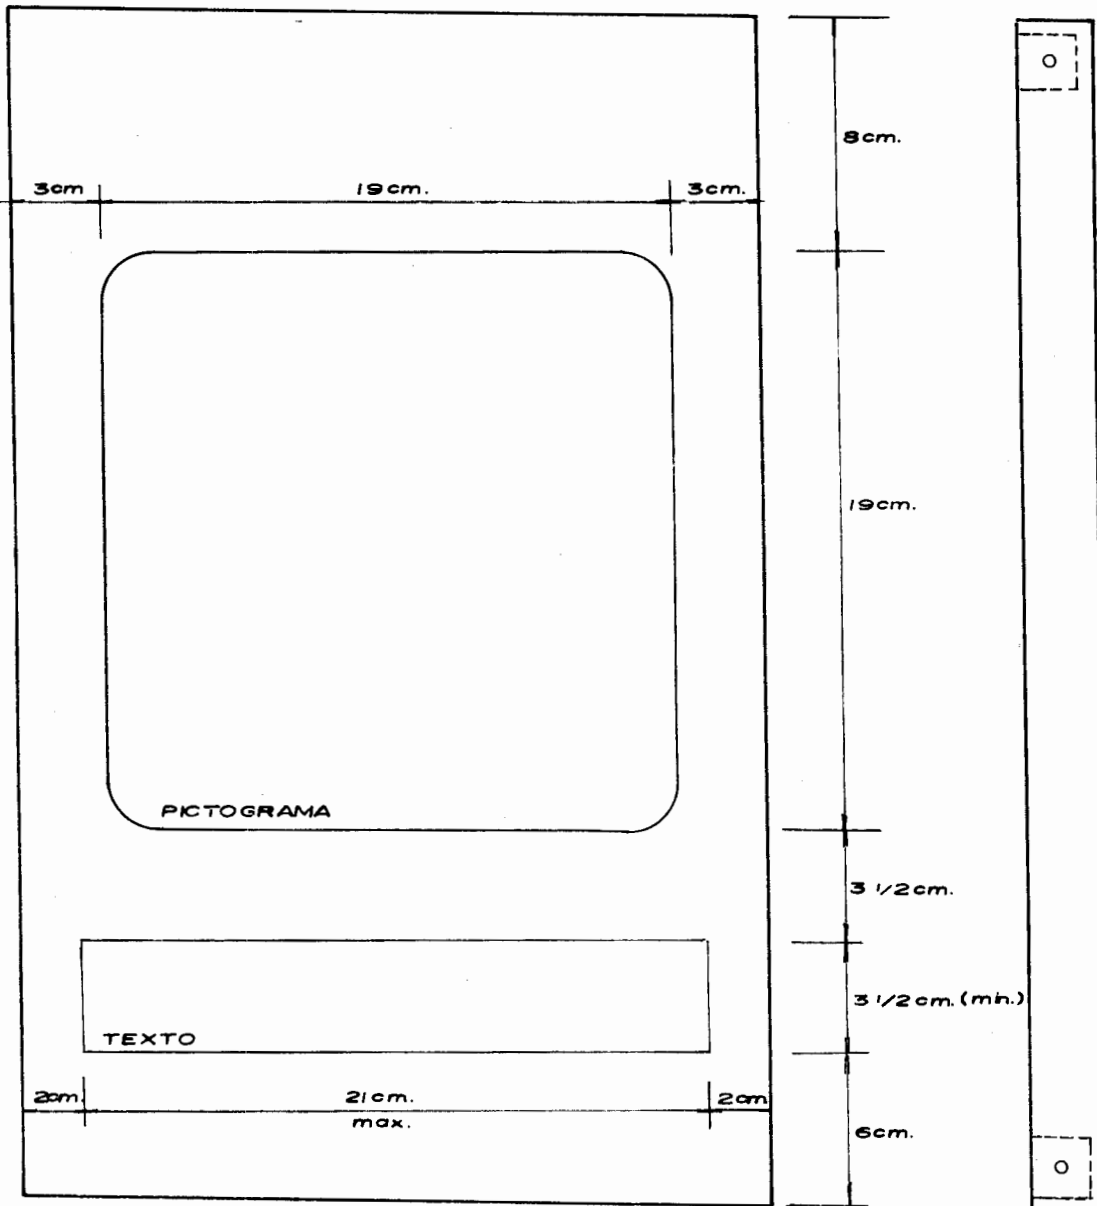 8cm.
3cm 19cm. 3cm.
19cm.
PICTOGRAMA
3 1/2cm.
3 1/2cm. (min.)
TEXTO
2cm. 21cm. 2cm
max.
6cm.